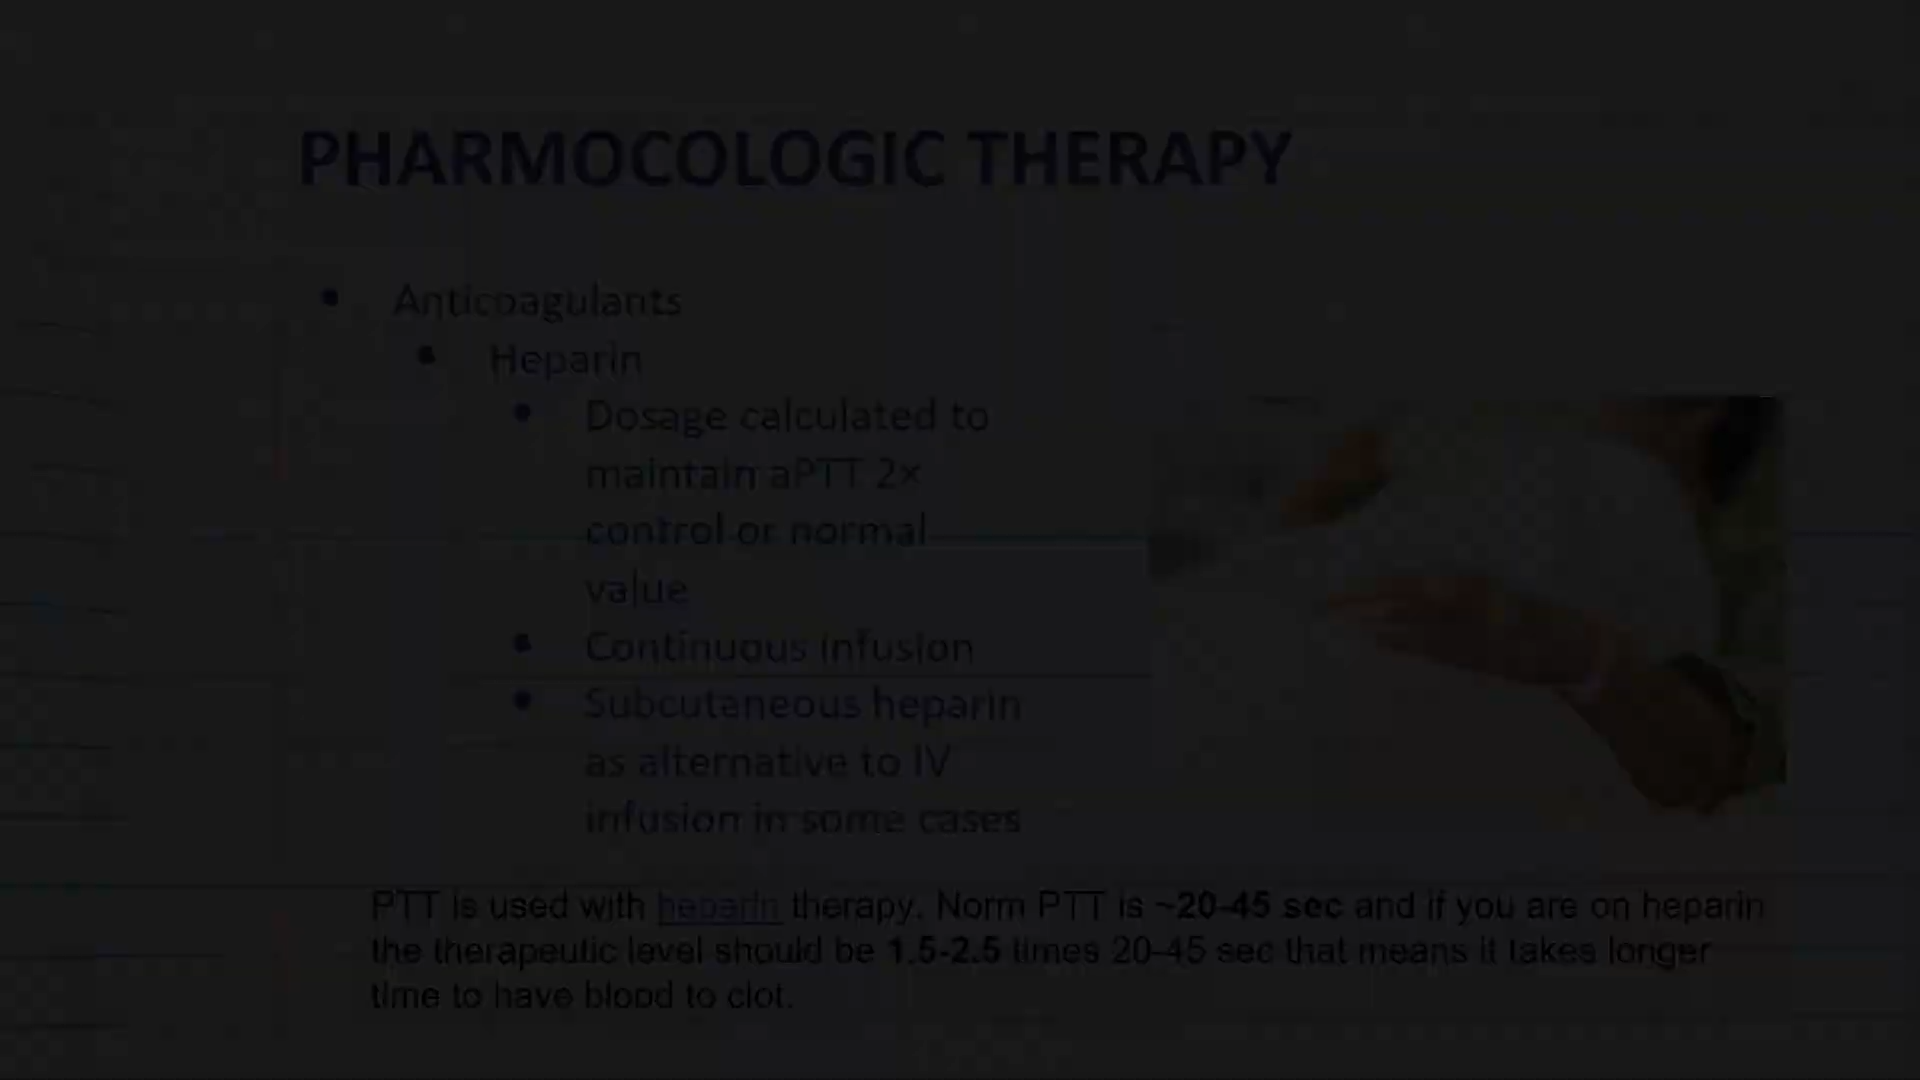 PHARMOCOLOGIC THERAPY
• Anticoagulants
• Heparin
• Dosage calculated to
maintain aPTT 2×
control or normal
value
• Continuous infusion
• Subcutaneous heparin
as alternative to IV
infusion in some cases
PTT is used with heparin therapy. Norm PTT is ~20-45 sec and if you are on heparin
the therapeutic level should be 1.5-2.5 times 20-45 sec that means it takes longer
time to have blood to clot.